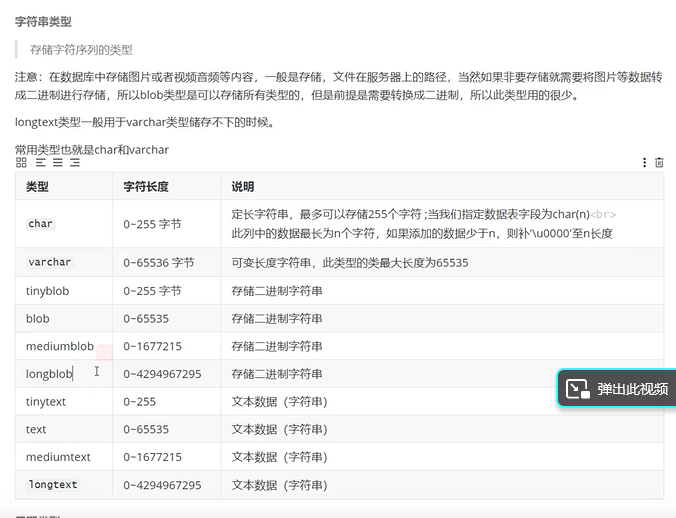 字符串类型
存储字符序列的类型
注意：在数据库中存储图片或者视频音频等内容，一般是存储，文件在服务器上的路径，当然如果非要存储就需要将图片等数据转
成二进制进行存储，所以blob类型是可以存储所有类型的，但是前提是需要转换成二进制，所以此类型用的很少。
longtext类型一般用于varchar类型储存不下的时候。
常用类型也就是char和varchar
类型 字符长度 说明
char 0~255 字节 定长字符串，最多可以存储255个字符 ;当我们指定数据表字段为char(n)<br>
此列中的数据最长为n个字符，如果添加的数据少于n，则补'\u0000'至n长度
varchar 0~65536 字节 可变长度字符串，此类型的类最大长度为65535
tinyblob 0~255 字节 存储二进制字符串
blob 0~65535 存储二进制字符串
mediumblob 0~1677215 存储二进制字符串
longblob 0~4294967295 存储二进制字符串
弹出此视频
tinytext 0~255 文本数据（字符串）
text 0~65535 文本数据（字符串）
mediumtext 0~1677215 文本数据（字符串）
longtext 0~4294967295 文本数据（字符串）